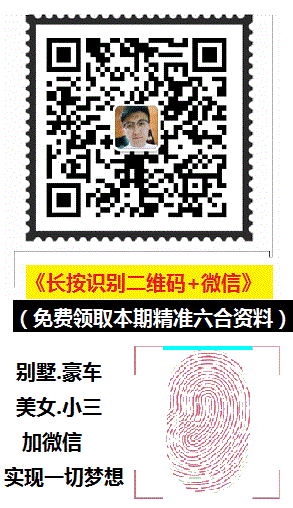 《长按识别二维码+微信》
（免费领取本期精准六合资料）
别墅.豪车
美女.小三
加微信
实现一切梦想